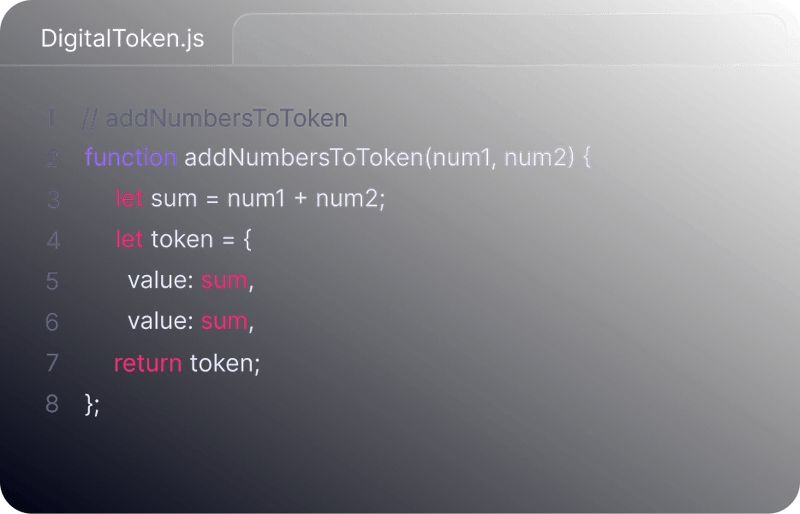 DigitalToken.js
1 // addNumbersToToken
2 function addNumbersToToken(num1, num2) {
3 let sum = num1 + num2;
4 let token = {
5 value: sum,
6 value: sum,
7 return token;
8 };